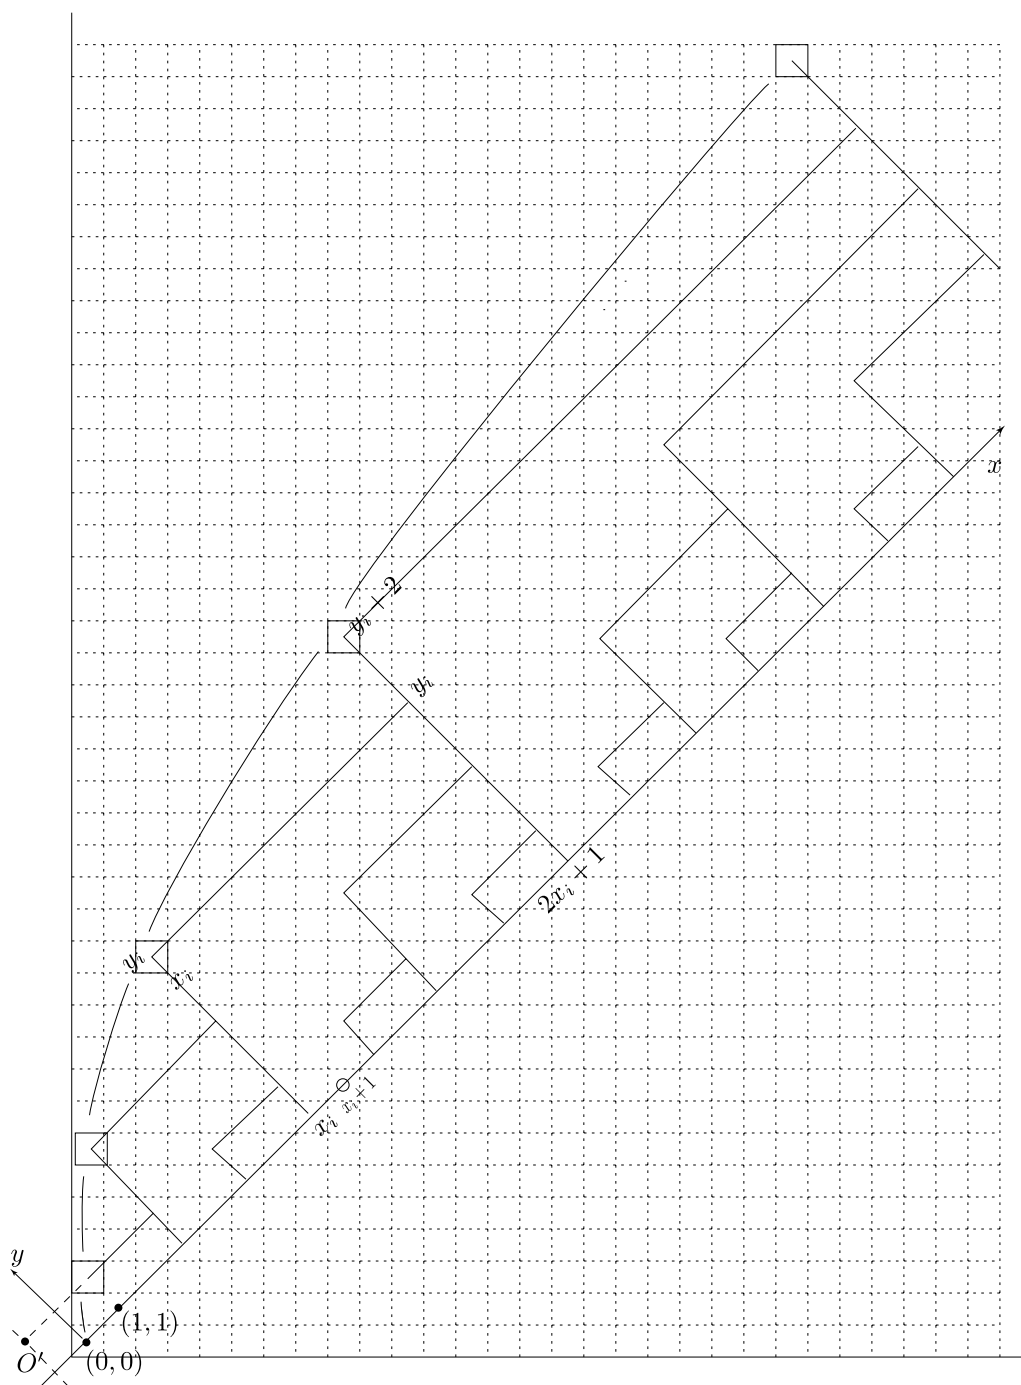 x
y_i + 2
y_i
2x_i + 1
y_i
x_i
x_i
x_i+1
y
(1, 1)
O′
(0, 0)